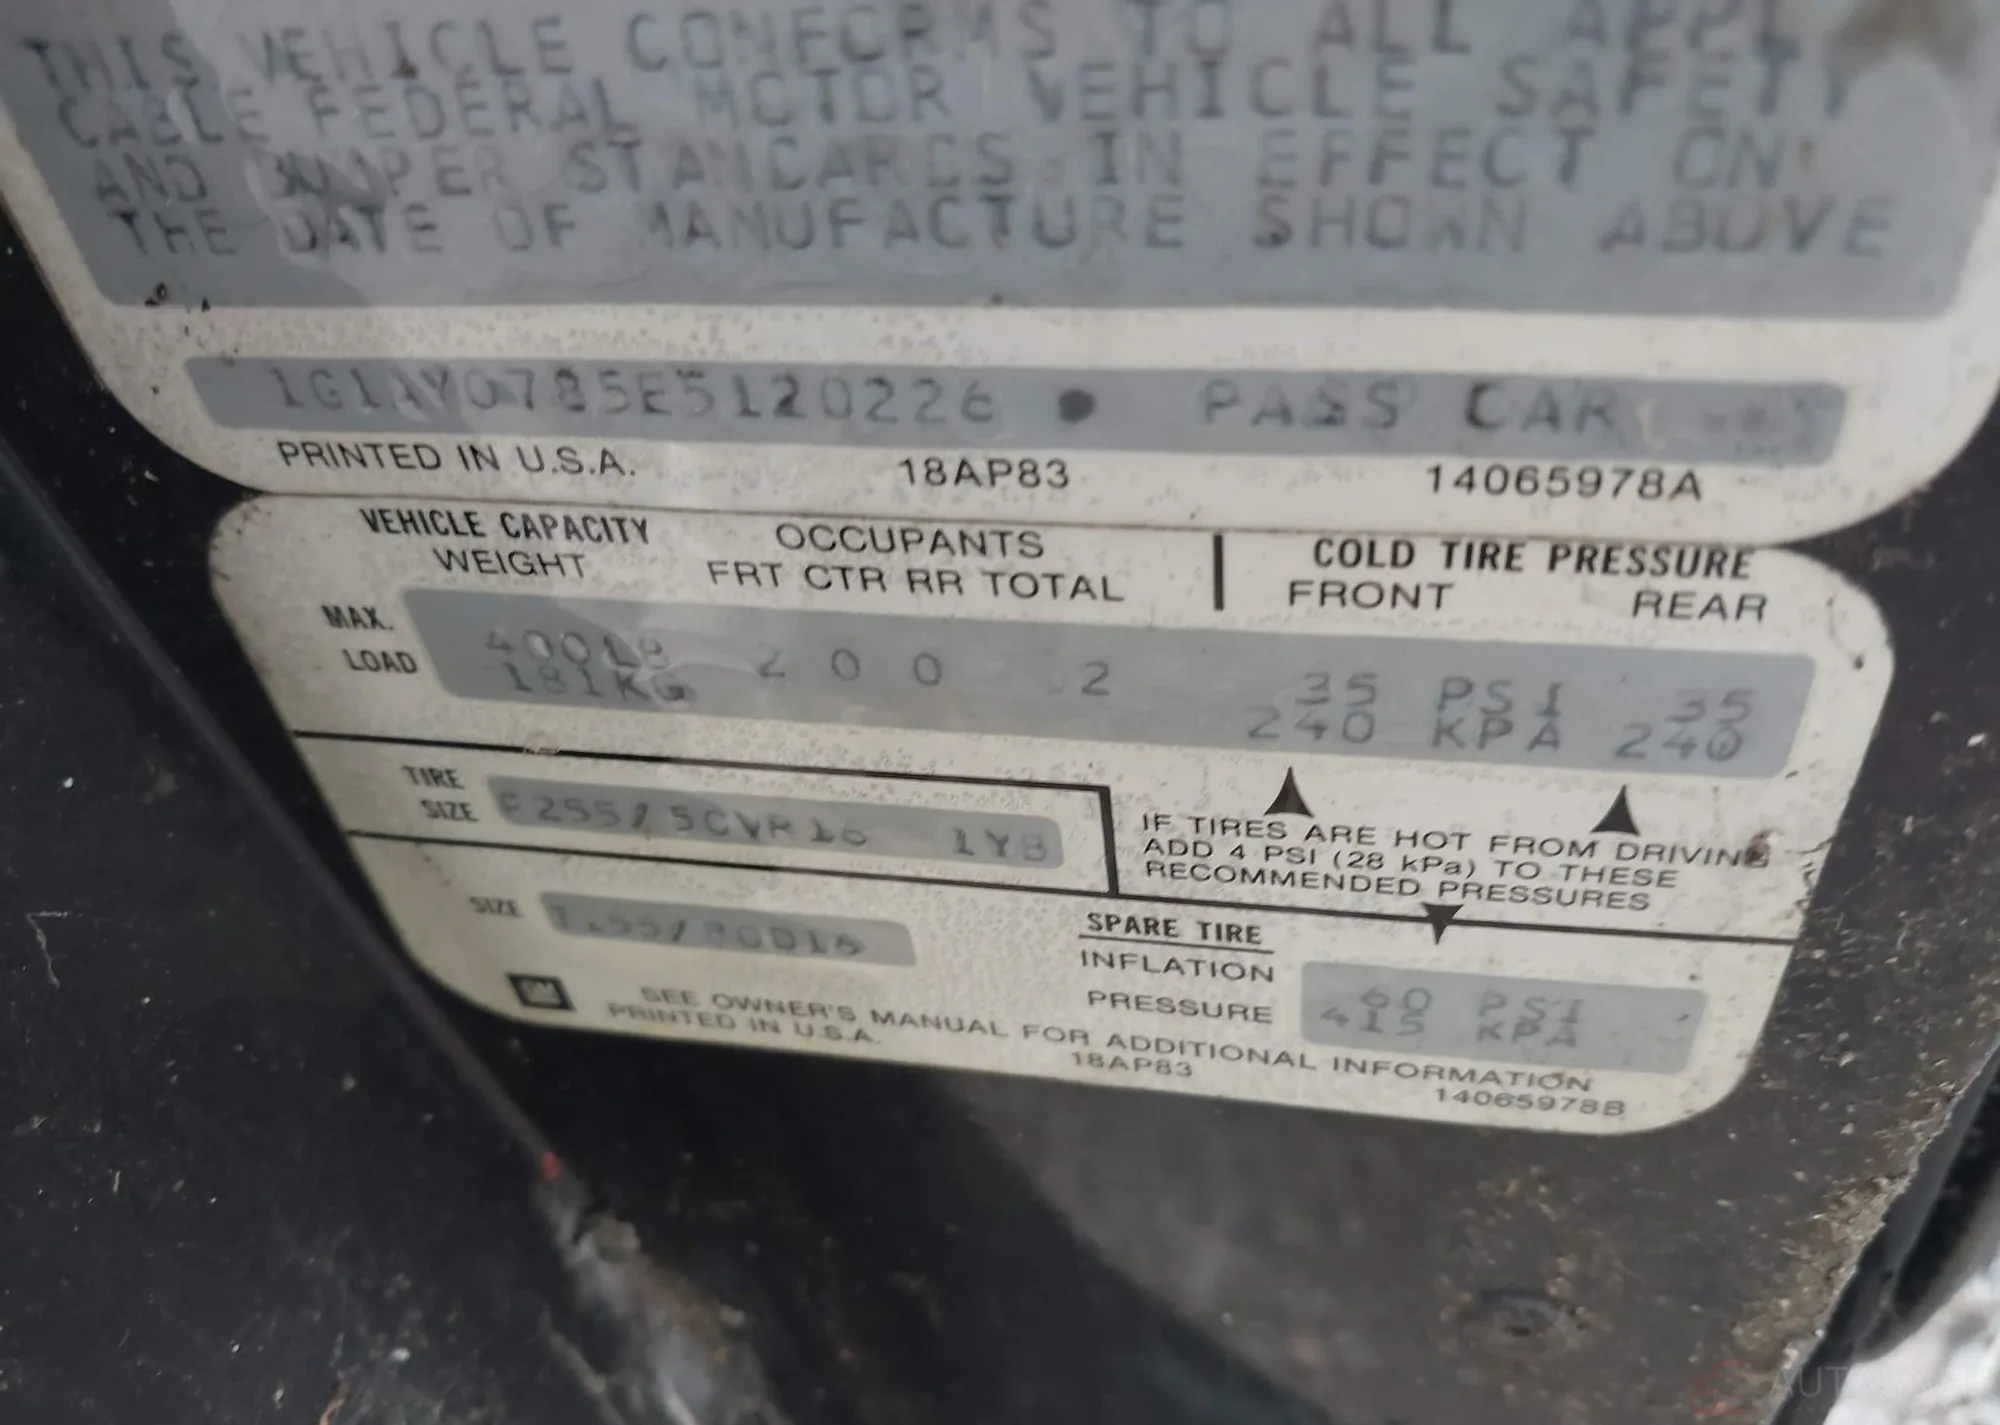 THIS VEHICLE CONFORMS TO ALL APPLI
CABLE FEDERAL MOTOR VEHICLE SAFETY
AND BUMPER STANDARDS IN EFFECT ON
THE DATE OF MANUFACTURE SHOWN ABOVE
1G1AY0785E5120226 • PASS CAR
PRINTED IN U.S.A. 18AP83 14065978A
VEHICLE CAPACITY OCCUPANTS COLD TIRE PRESSURE
WEIGHT FRT CTR RR TOTAL FRONT REAR
MAX. LOAD 400LB 2 0 0 2 35 PSI 35
181KG 240 KPA 240
TIRE SIZE P255/50VR16 1YB
IF TIRES ARE HOT FROM DRIVING
ADD 4 PSI (28 kPa) TO THESE
RECOMMENDED PRESSURES
SIZE T155/80D16
SPARE TIRE
INFLATION 60 PSI
PRESSURE 415 KPA
GM
SEE OWNER'S MANUAL FOR ADDITIONAL INFORMATION
PRINTED IN U.S.A. 18AP83 14065978B